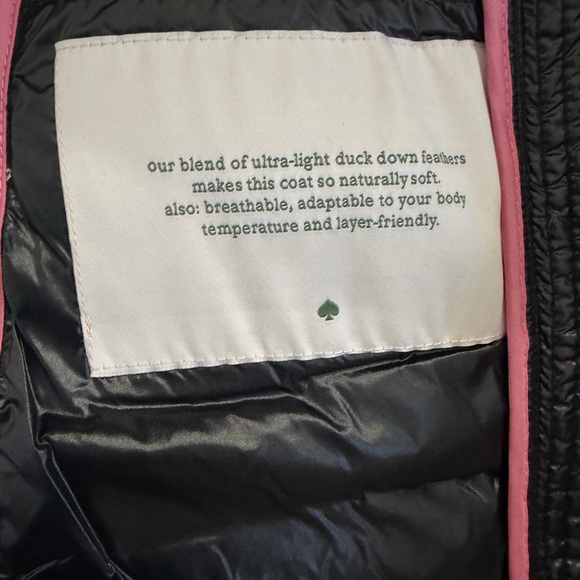 our blend of ultra-light duck down feathers
makes this coat so naturally soft.
also: breathable, adaptable to your body
temperature and layer-friendly.